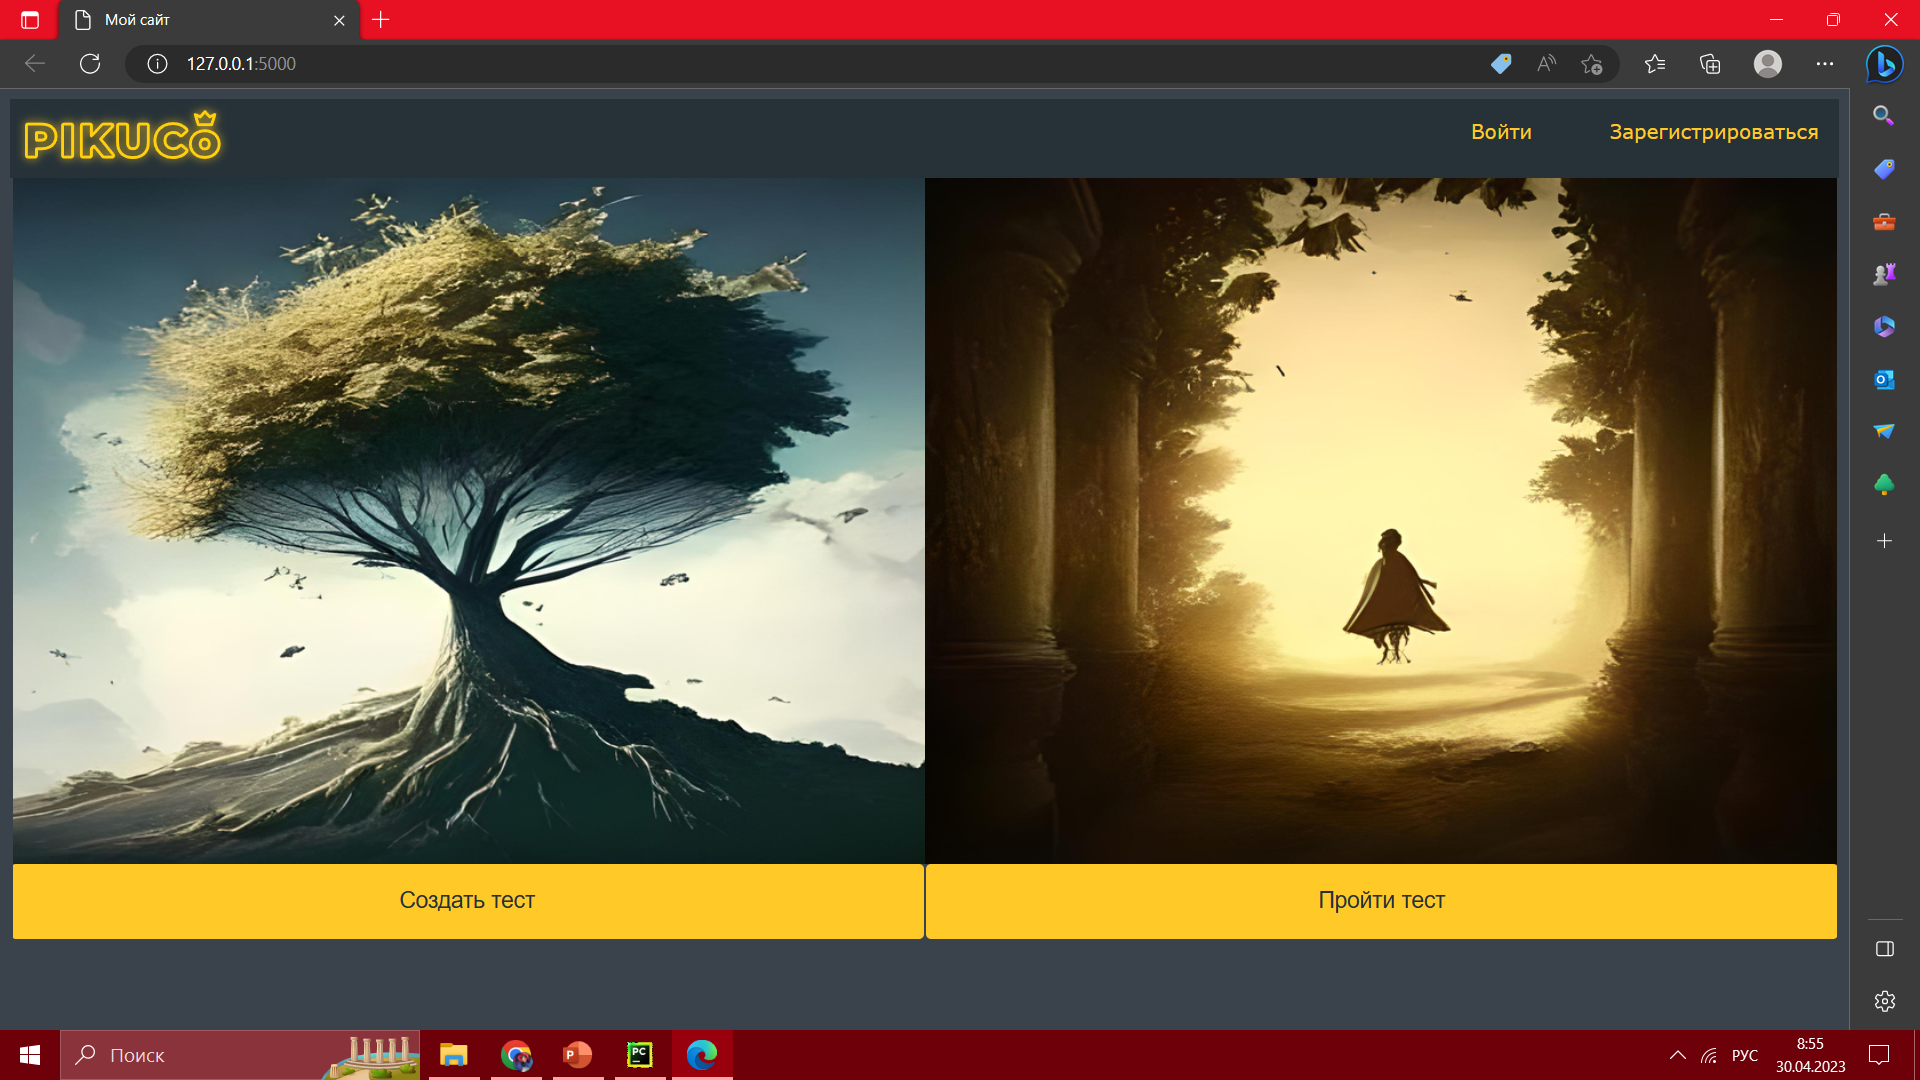 Мой сайт
127.0.0.1:5000
PIKUCO
Войти
Зарегистрироваться
Создать тест
Пройти тест
Поиск
РУС
8:55
30.04.2023